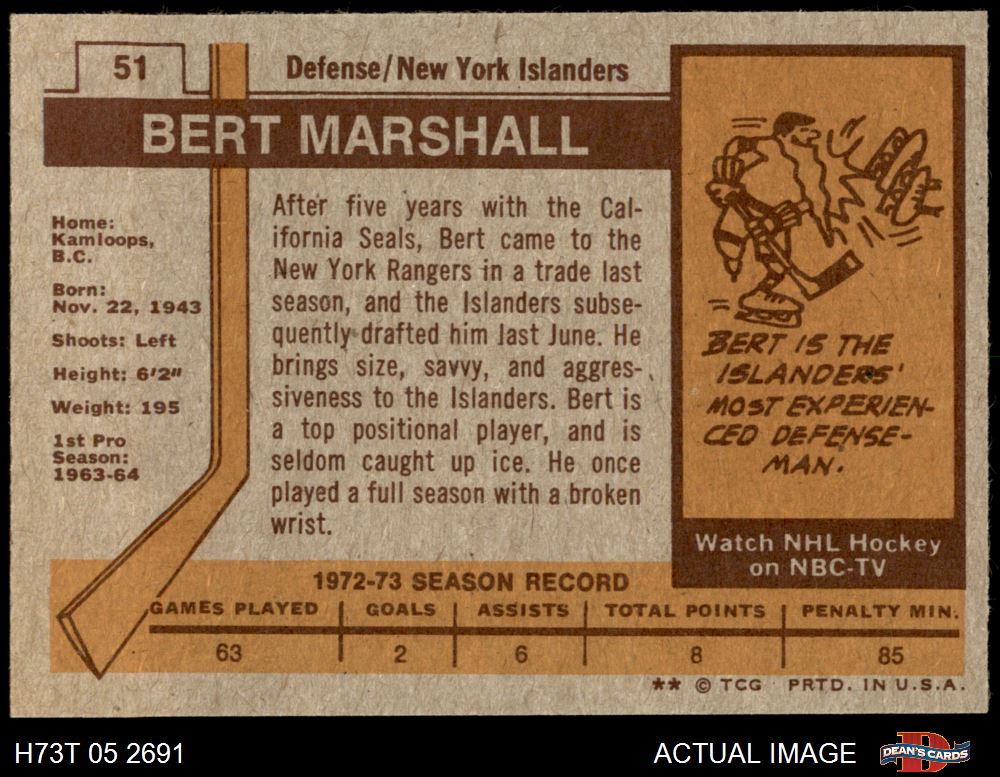 51
Defense/New York Islanders
BERT MARSHALL
Home:
Kamloops,
B.C.
Born:
Nov. 22, 1943
Shoots: Left
Height: 6'2"
Weight: 195
1st Pro
Season:
1963-64
After five years with the Cal-
ifornia Seals, Bert came to the
New York Rangers in a trade last
season, and the Islanders subse-
quently drafted him last June. He
brings size, savvy, and aggres-
siveness to the Islanders. Bert is
a top positional player, and is
seldom caught up ice. He once
played a full season with a broken
wrist.
BERT IS THE
ISLANDERS'
MOST EXPERIEN-
CED DEFENSE-
MAN.
Watch NHL Hockey
on NBC-TV
1972-73 SEASON RECORD
GAMES PLAYED GOALS ASSISTS TOTAL POINTS PENALTY MIN.
63 2 6 8 85
** © TCG PRTD. IN U.S.A.
H73T 05 2691
ACTUAL IMAGE
DEAN'S CARDS